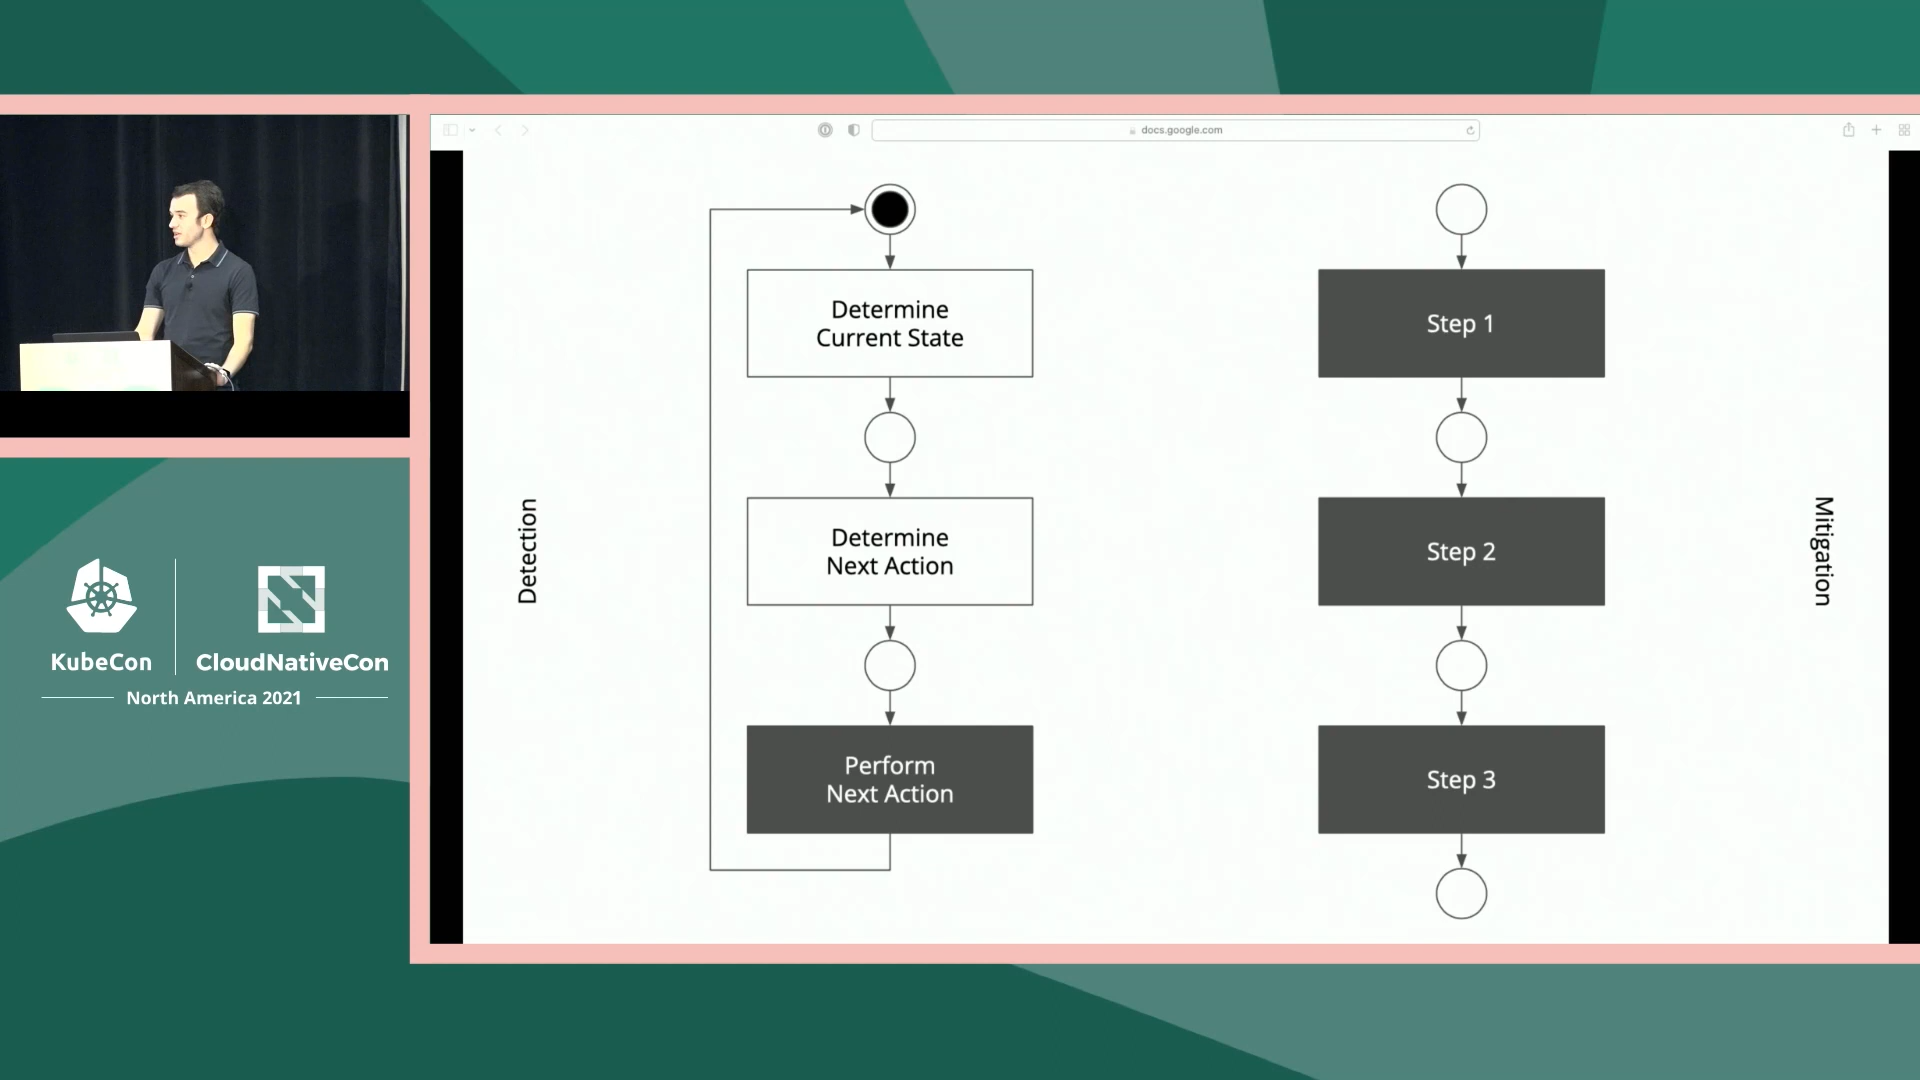 docs.google.com
Detection
Determine
Current State
Determine
Next Action
Perform
Next Action
Step 1
Step 2
Step 3
Mitigation
KubeCon
CloudNativeCon
North America 2021